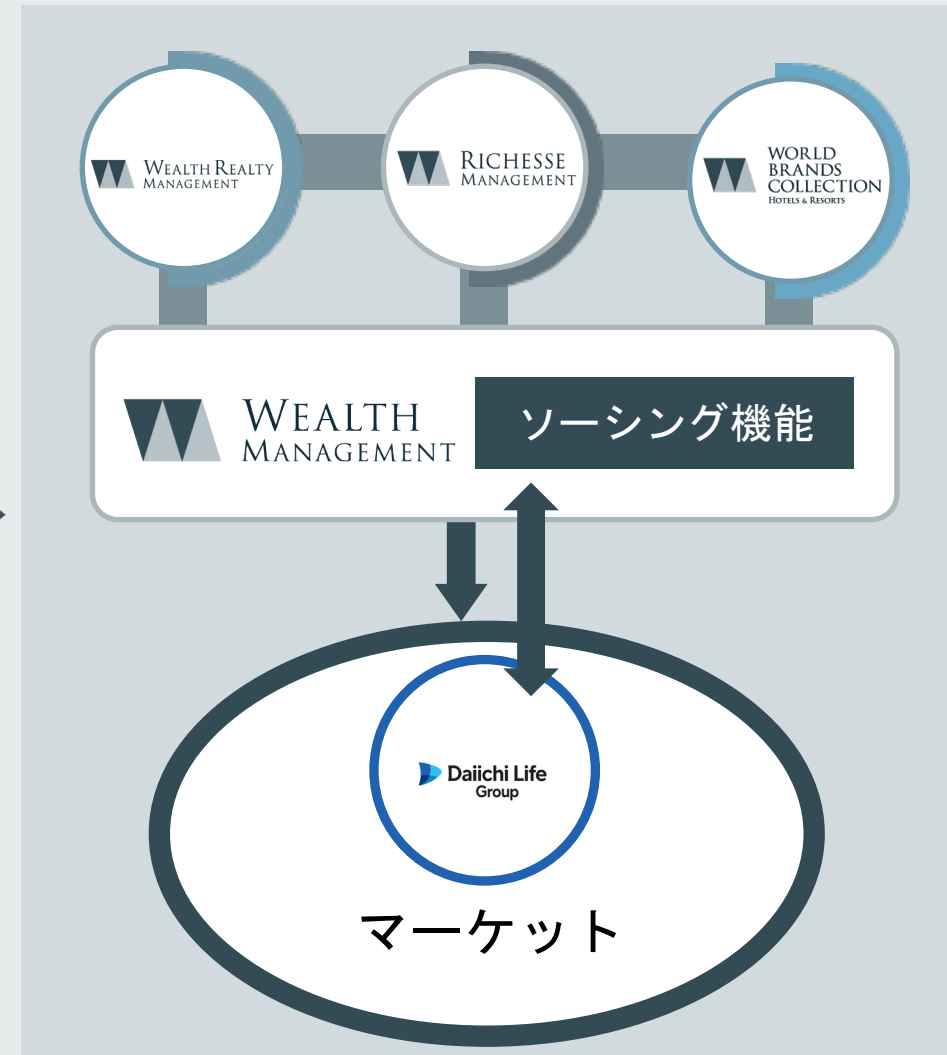 WEALTH REALTY
MANAGEMENT
RICHESSE
MANAGEMENT
WORLD
BRANDS
COLLECTION
HOTELS & RESORTS
WEALTH
MANAGEMENT
ソーシング機能
Daiichi Life
Group
マーケット